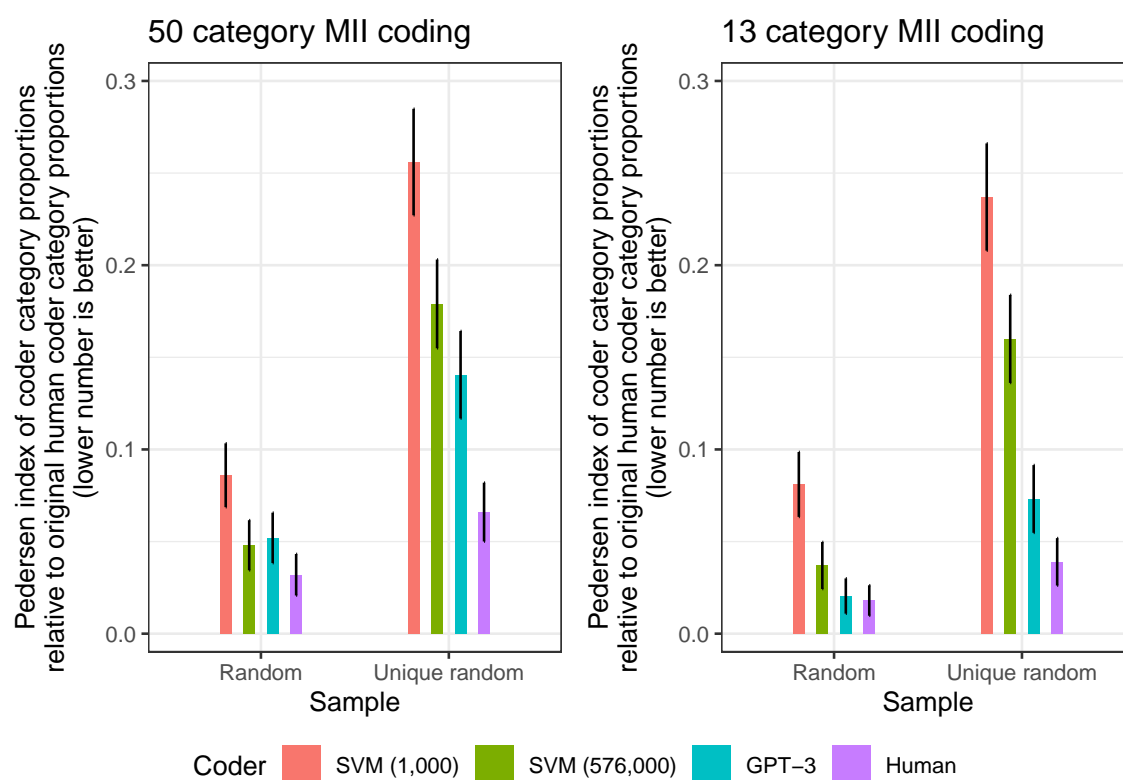 50 category MII coding
Pedersen index of coder category proportions
relative to original human coder category proportions
(lower number is better)
0.3
0.2
0.1
0.0
Random
Unique random
Sample
13 category MII coding
Pedersen index of coder category proportions
relative to original human coder category proportions
(lower number is better)
0.3
0.2
0.1
0.0
Random
Unique random
Sample
Coder SVM (1,000) SVM (576,000) GPT−3 Human